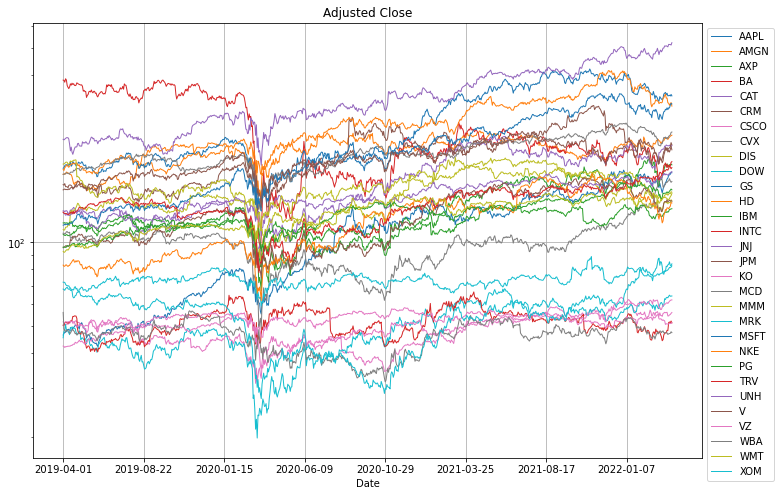 Adjusted Close
10²
2019-04-01 2019-08-22 2020-01-15 2020-06-09 2020-10-29 2021-03-25 2021-08-17 2022-01-07
Date
AAPL
AMGN
AXP
BA
CAT
CRM
CSCO
CVX
DIS
DOW
GS
HD
IBM
INTC
JNJ
JPM
KO
MCD
MMM
MRK
MSFT
NKE
PG
TRV
UNH
V
VZ
WBA
WMT
XOM